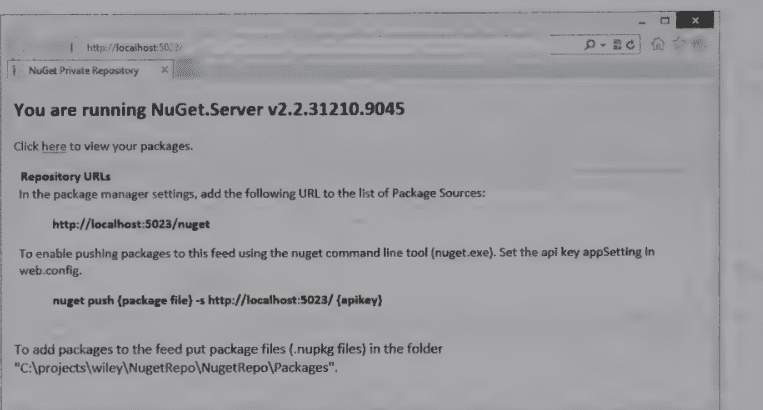 http://localhost:5023/
NuGet Private Repository
You are running NuGet.Server v2.2.31210.9045
Click here to view your packages.
Repository URLs
In the package manager settings, add the following URL to the list of Package Sources:
http://localhost:5023/nuget
To enable pushing packages to this feed using the nuget command line tool (nuget.exe). Set the api key appSetting in
web.config.
nuget push {package file} -s http://localhost:5023/ {apikey}
To add packages to the feed put package files (.nupkg files) in the folder
"C:\projects\wiley\NugetRepo\NugetRepo\Packages".